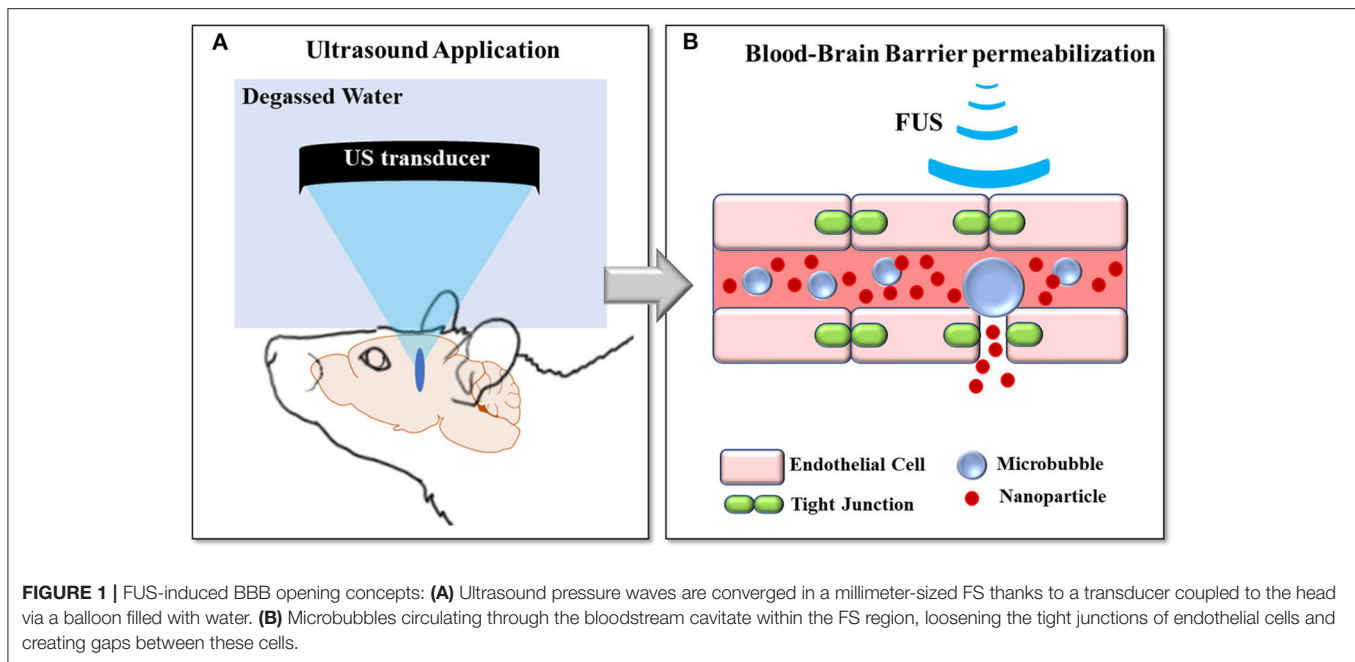 A
Ultrasound Application
Degassed Water
US transducer
B
Blood-Brain Barrier permeabilization
FUS
Endothelial Cell
Microbubble
Tight Junction
Nanoparticle
FIGURE 1 | FUS-induced BBB opening concepts: (A) Ultrasound pressure waves are converged in a millimeter-sized FS thanks to a transducer coupled to the head
via a balloon filled with water. (B) Microbubbles circulating through the bloodstream cavitate within the FS region, loosening the tight junctions of endothelial cells and
creating gaps between these cells.